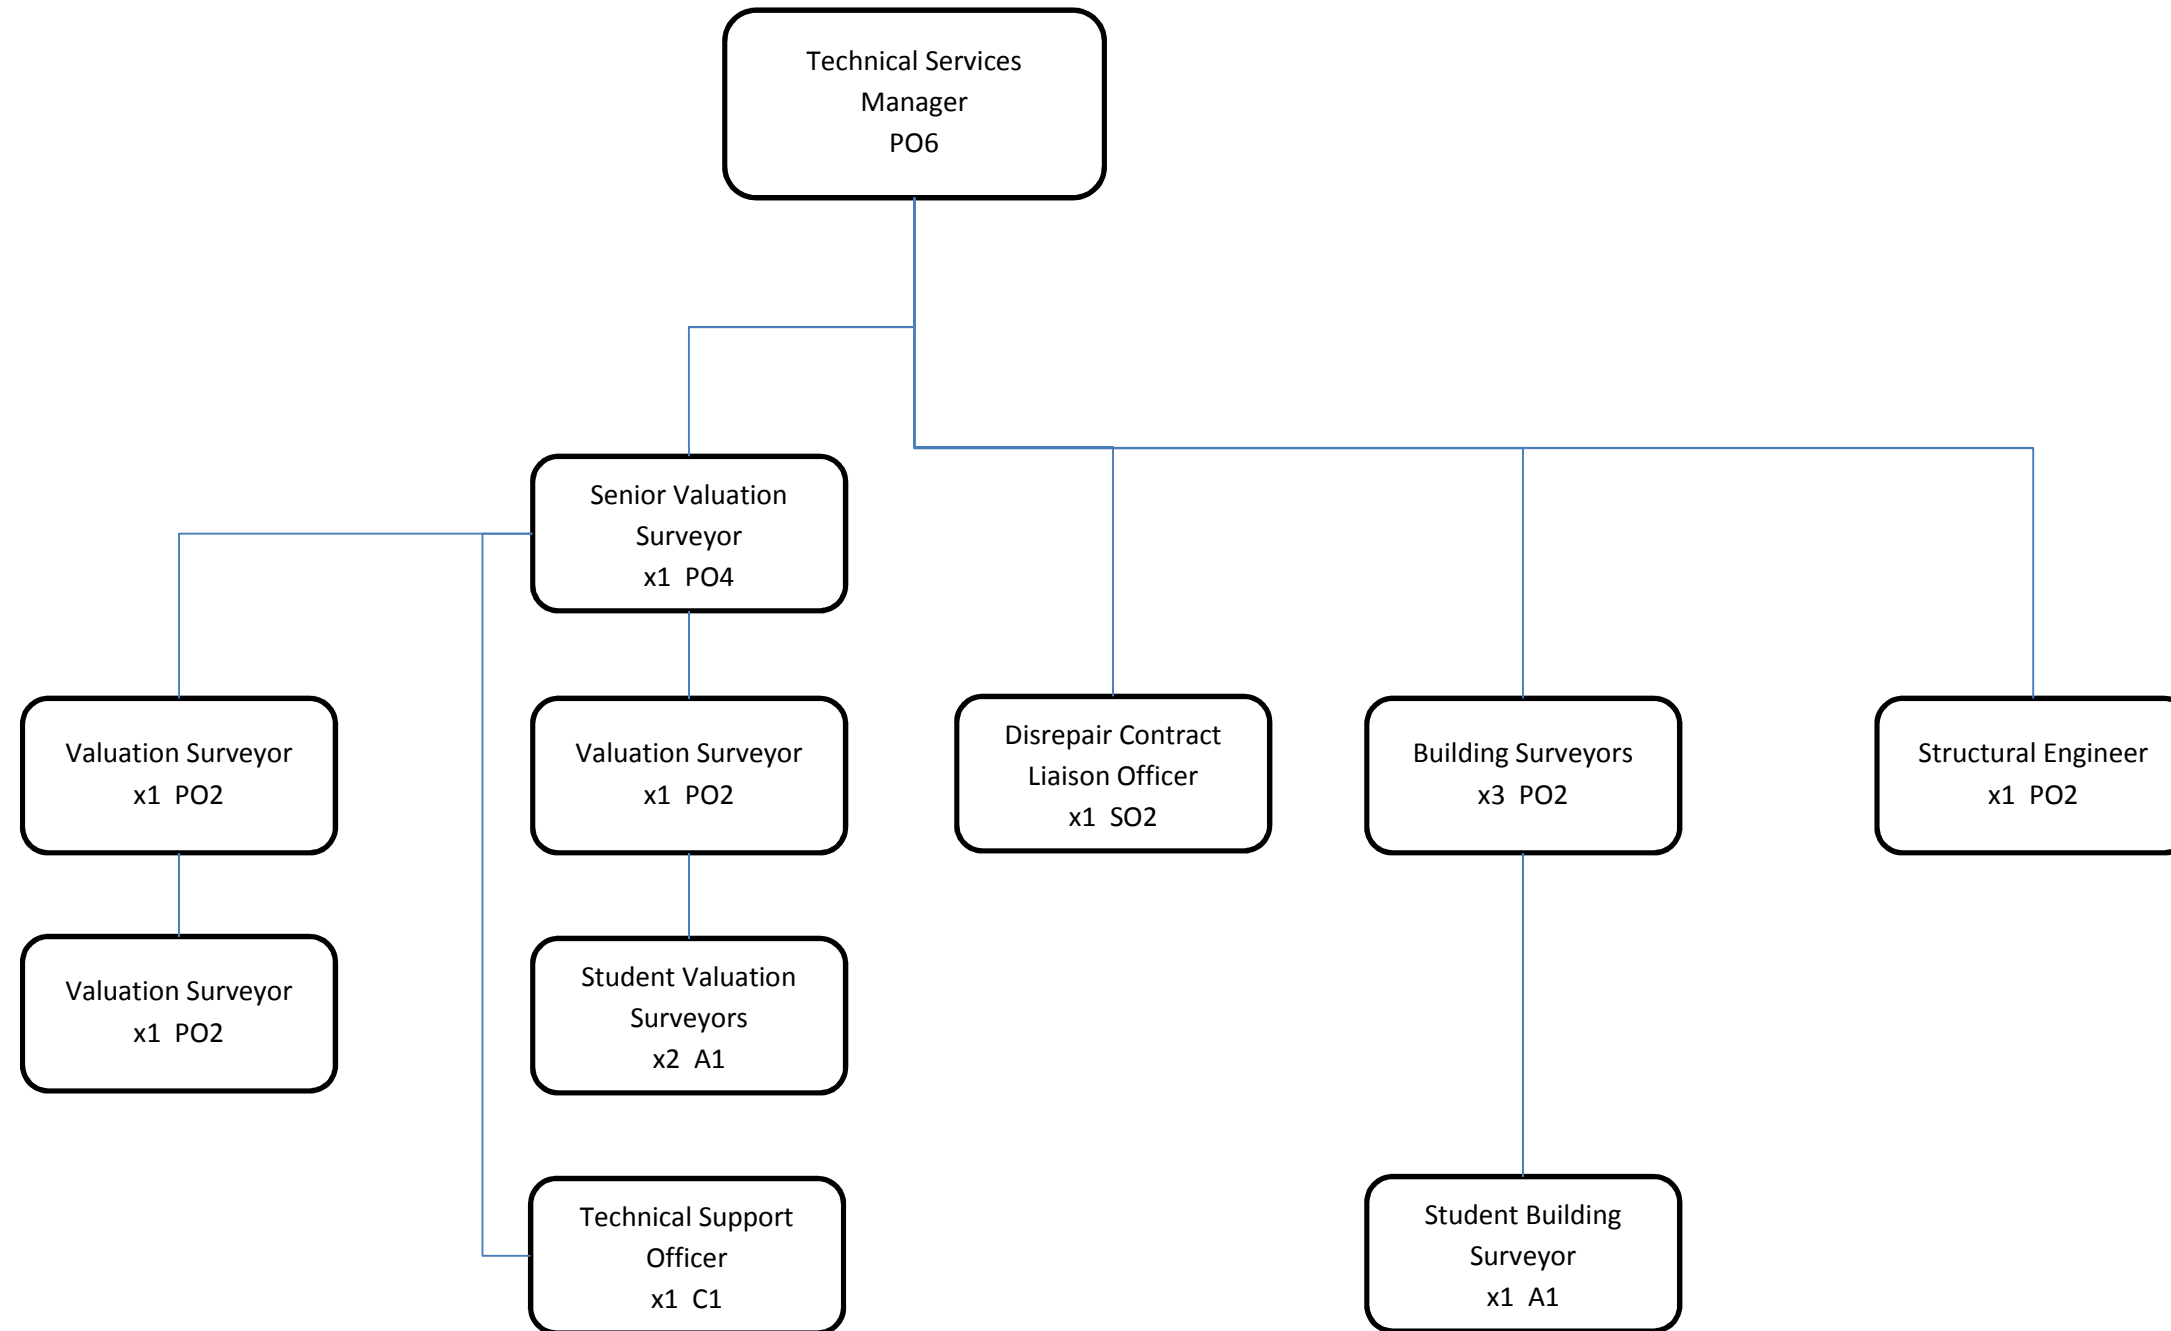 Technical Services
Manager
PO6
Senior Valuation
Surveyor
x1 PO4
Valuation Surveyor
x1 PO2
Valuation Surveyor
x1 PO2
Disrepair Contract
Liaison Officer
x1 SO2
Building Surveyors
x3 PO2
Structural Engineer
x1 PO2
Valuation Surveyor
x1 PO2
Student Valuation
Surveyors
x2 A1
Technical Support
Officer
x1 C1
Student Building
Surveyor
x1 A1